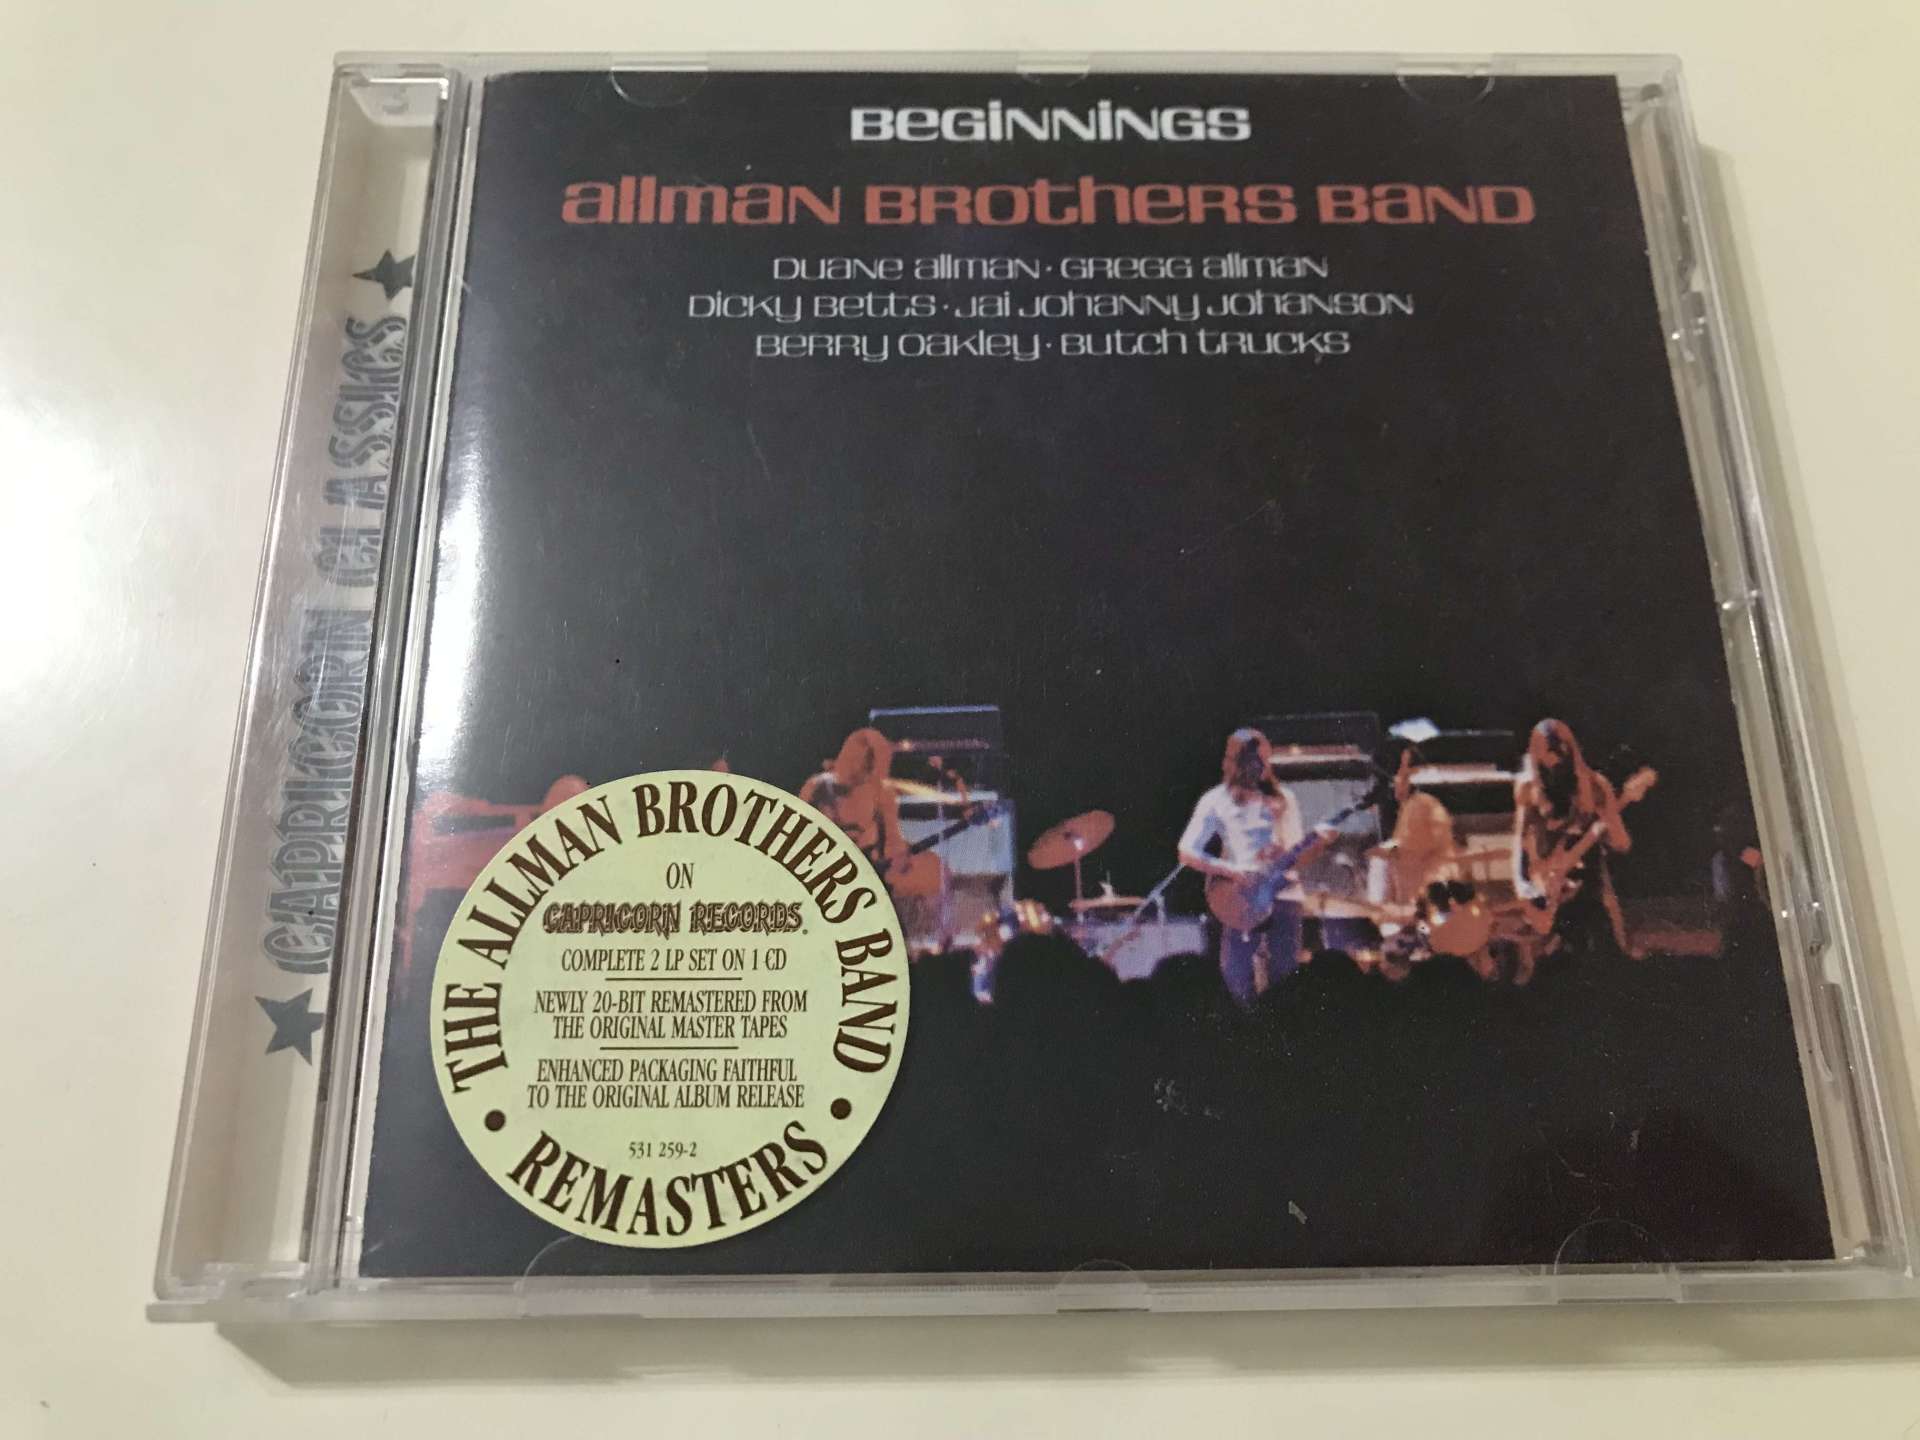 BEGINNINGS
ALLMAN BROTHERS BAND
DUANE ALLMAN · GREGG ALLMAN
DICKY BETTS · JAI JOHANNY JOHANSON
BERRY OAKLEY · BUTCH TRUCKS
★ CAPRICORN CLASSICS ★
THE ALLMAN BROTHERS BAND
ON
CAPRICORN RECORDS.
COMPLETE 2 LP SET ON 1 CD
NEWLY 20-BIT REMASTERED FROM
THE ORIGINAL MASTER TAPES
ENHANCED PACKAGING FAITHFUL
TO THE ORIGINAL ALBUM RELEASE
531 259-2
• REMASTERS •